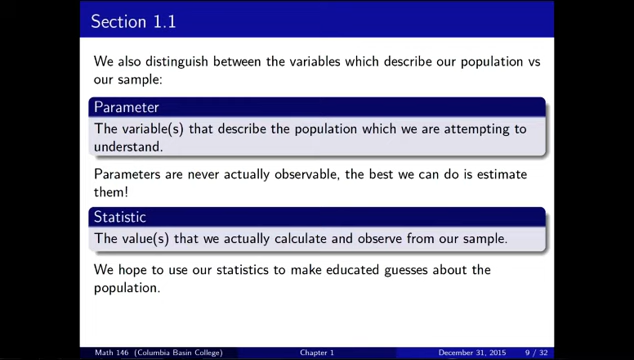 Section 1.1
We also distinguish between the variables which describe our population vs
our sample:
Parameter
The variable(s) that describe the population which we are attempting to
understand.
Parameters are never actually observable, the best we can do is estimate
them!
Statistic
The value(s) that we actually calculate and observe from our sample.
We hope to use our statistics to make educated guesses about the
population.
Math 146 (Columbia Basin College) Chapter 1 December 31, 2015 9 / 32